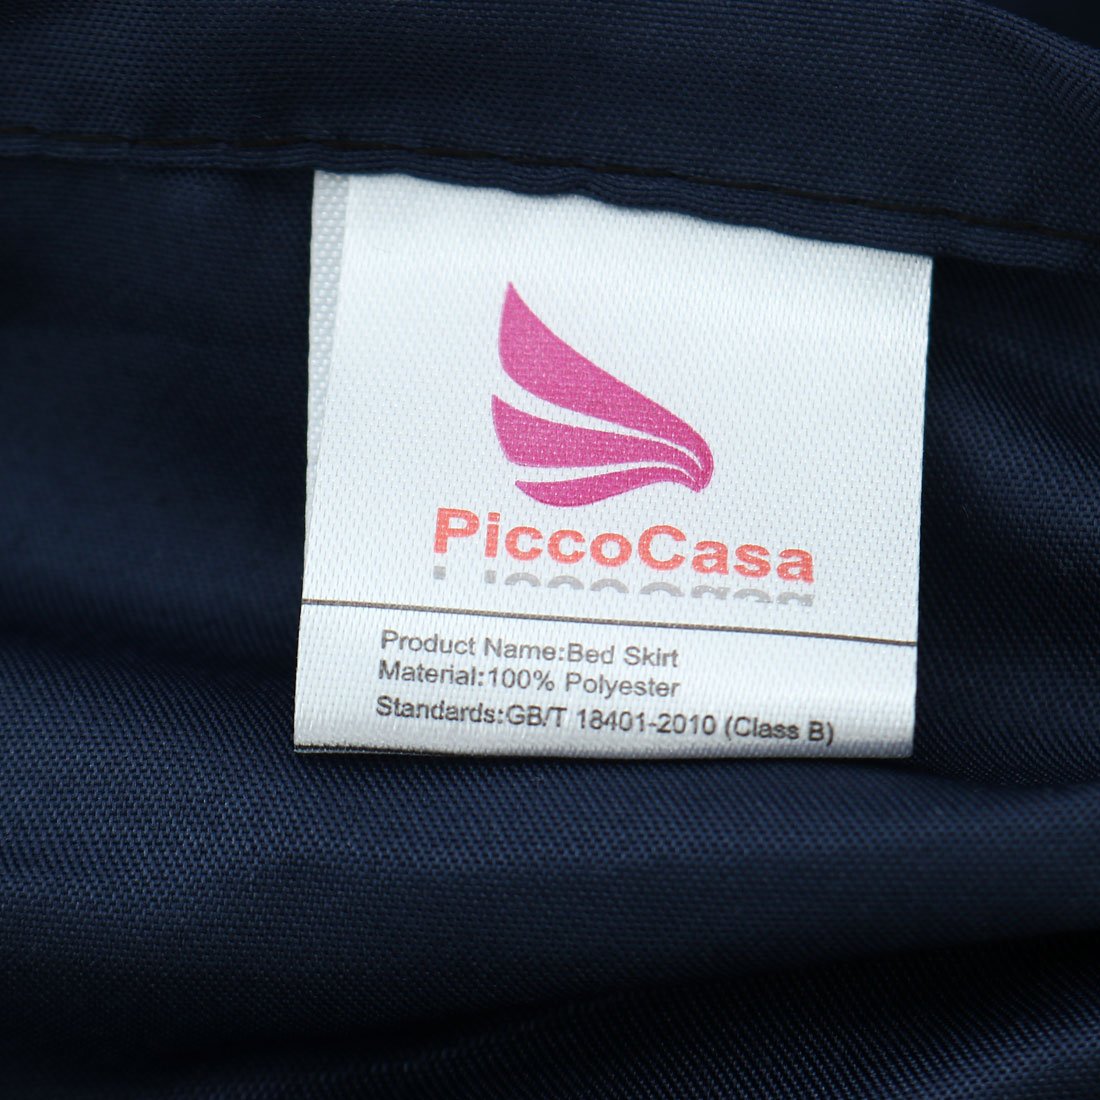 PiccoCasa
Product Name:Bed Skirt
Material:100% Polyester
Standards:GB/T 18401-2010 (Class B)